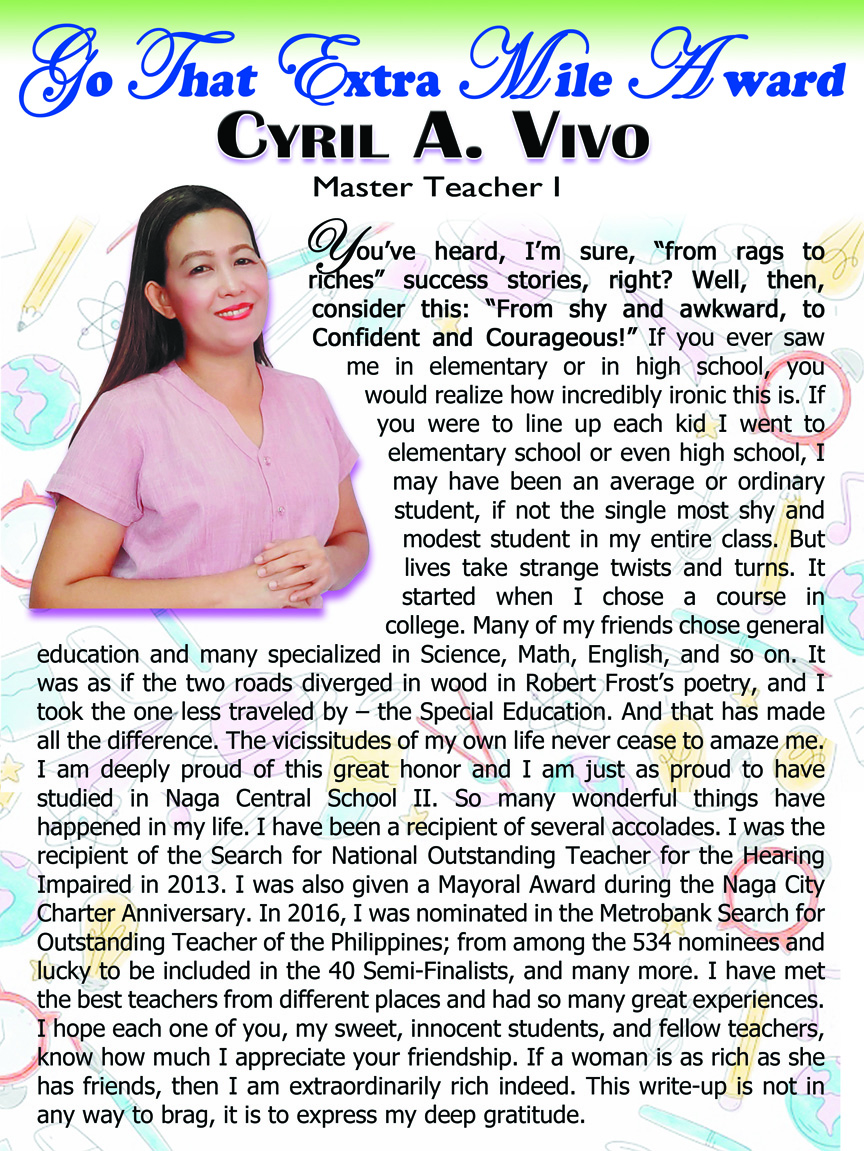 Go That Extra Mile Award
CYRIL A. VIVO
Master Teacher I
You’ve heard, I’m sure, “from rags to
riches” success stories, right? Well, then,
consider this: “From shy and awkward, to
Confident and Courageous!” If you ever saw
me in elementary or in high school, you
would realize how incredibly ironic this is. If
you were to line up each kid I went to
elementary school or even high school, I
may have been an average or ordinary
student, if not the single most shy and
modest student in my entire class. But
lives take strange twists and turns. It
started when I chose a course in
college. Many of my friends chose general
education and many specialized in Science, Math, English, and so on. It
was as if the two roads diverged in wood in Robert Frost’s poetry, and I
took the one less traveled by – the Special Education. And that has made
all the difference. The vicissitudes of my own life never cease to amaze me.
I am deeply proud of this great honor and I am just as proud to have
studied in Naga Central School II. So many wonderful things have
happened in my life. I have been a recipient of several accolades. I was the
recipient of the Search for National Outstanding Teacher for the Hearing
Impaired in 2013. I was also given a Mayoral Award during the Naga City
Charter Anniversary. In 2016, I was nominated in the Metrobank Search for
Outstanding Teacher of the Philippines; from among the 534 nominees and
lucky to be included in the 40 Semi-Finalists, and many more. I have met
the best teachers from different places and had so many great experiences.
I hope each one of you, my sweet, innocent students, and fellow teachers,
know how much I appreciate your friendship. If a woman is as rich as she
has friends, then I am extraordinarily rich indeed. This write-up is not in
any way to brag, it is to express my deep gratitude.